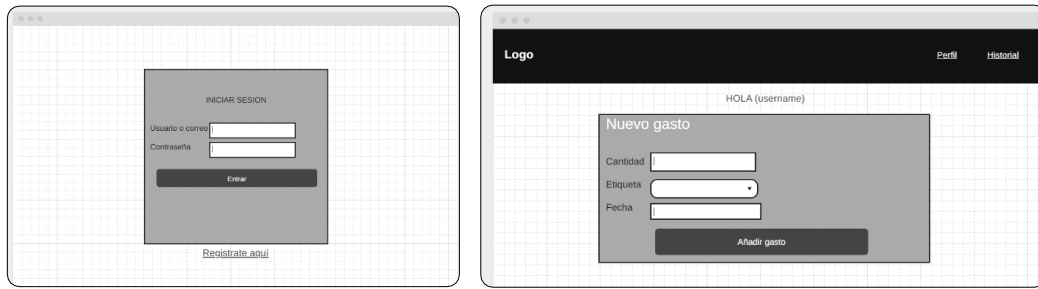 INICIAR SESION
Usuario o correo
Contraseña
Entrar
Registrate aquí
Logo
Perfil Historial
HOLA (username)
Nuevo gasto
Cantidad
Etiqueta
Fecha
Añadir gasto